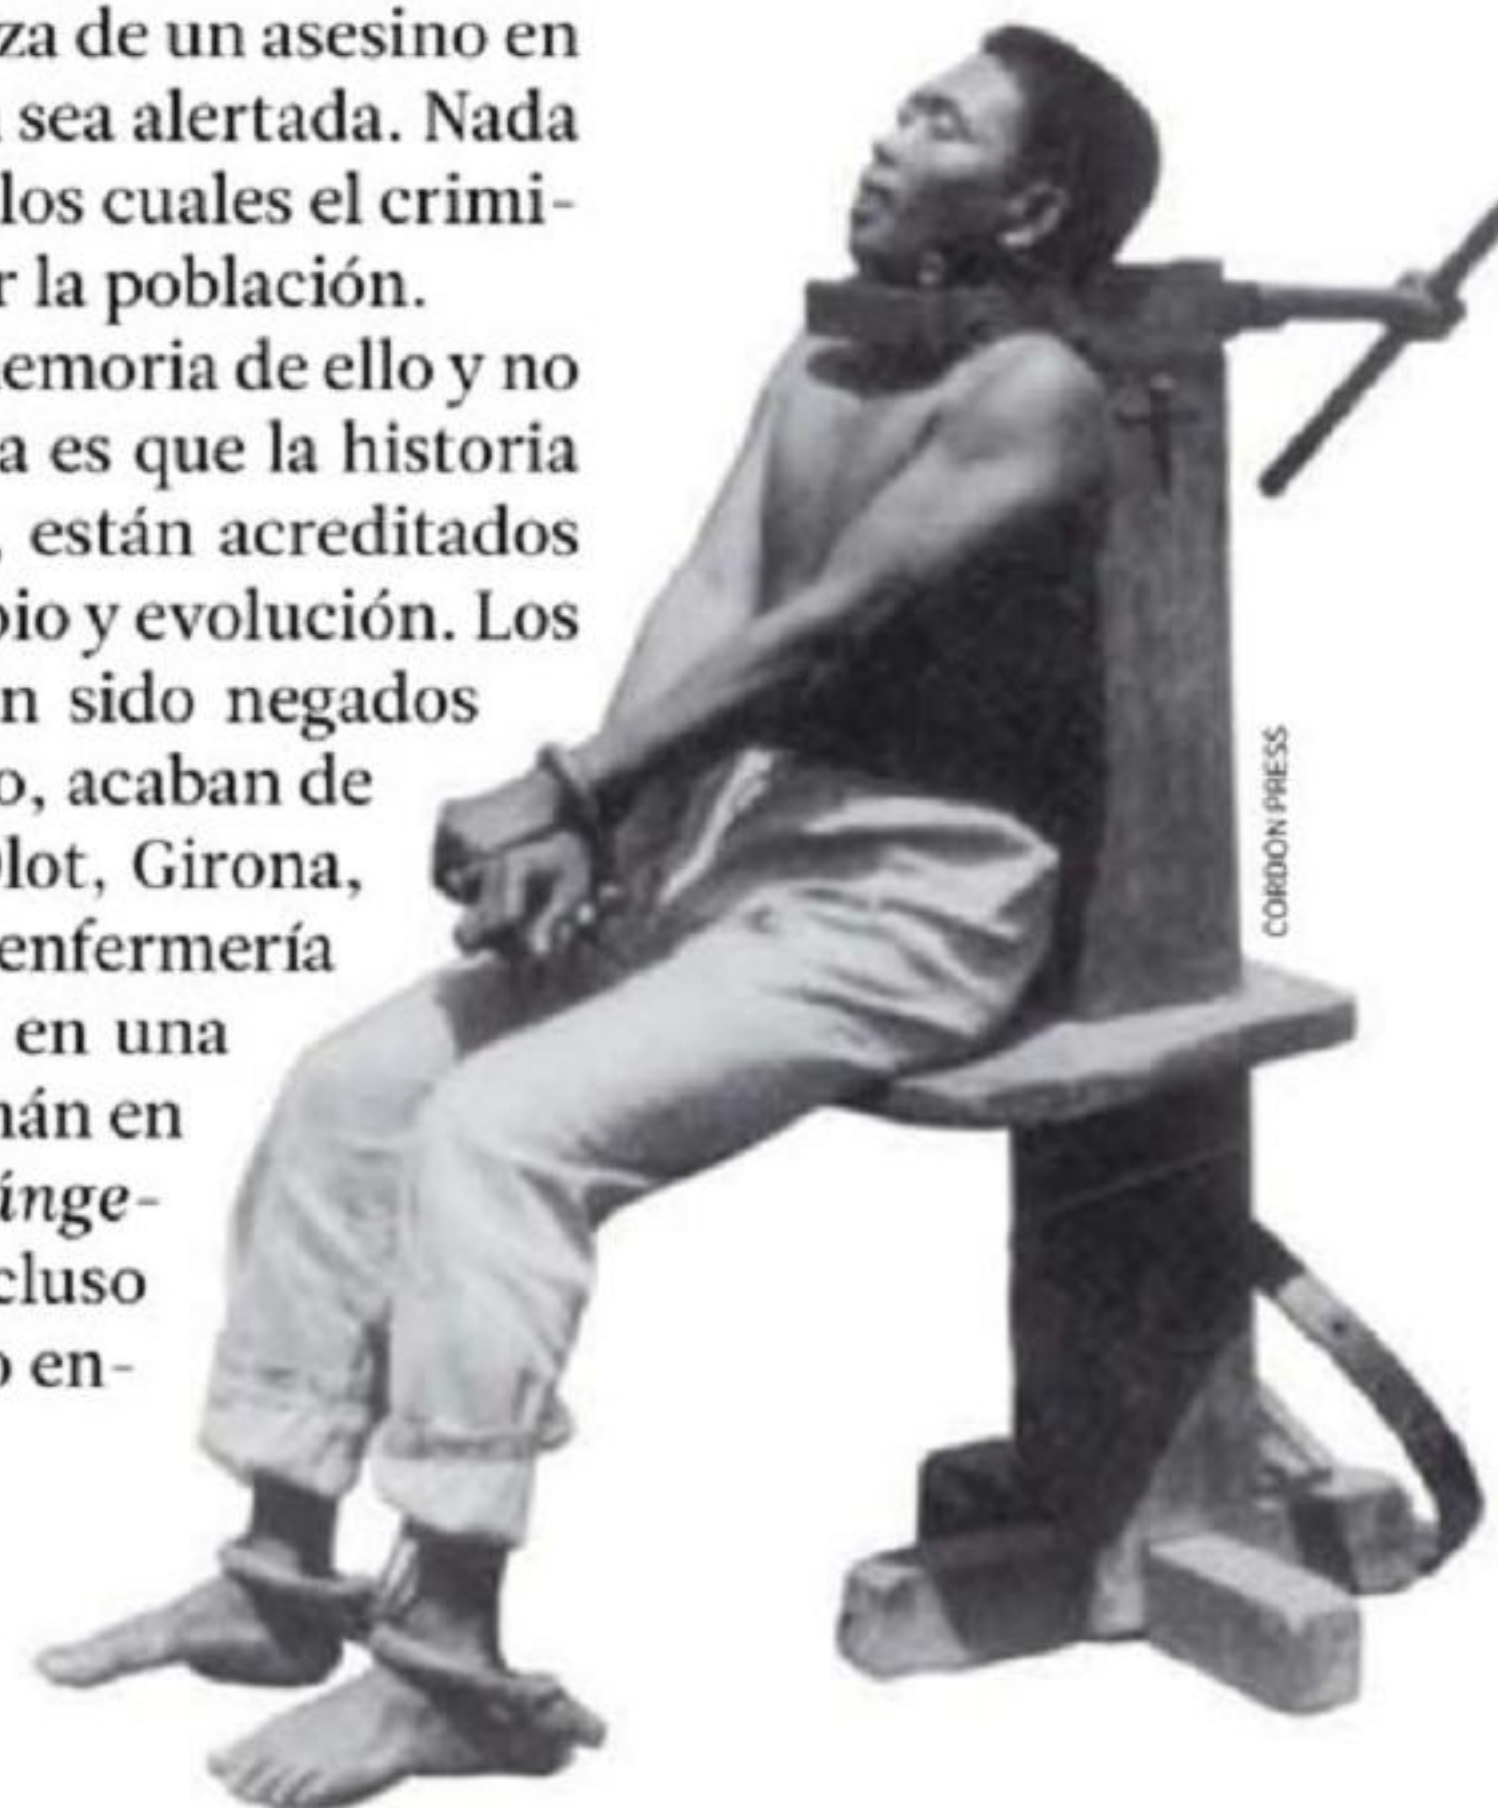 za de un asesino en
sea alertada. Nada
los cuales el crimi-
r la población.
emoria de ello y no
a es que la historia
, están acreditados
bio y evolución. Los
n sido negados
o, acaban de
lot, Girona,
enfermería
en una
mán en
ánge-
cluso
o en-
CORDON PRESS